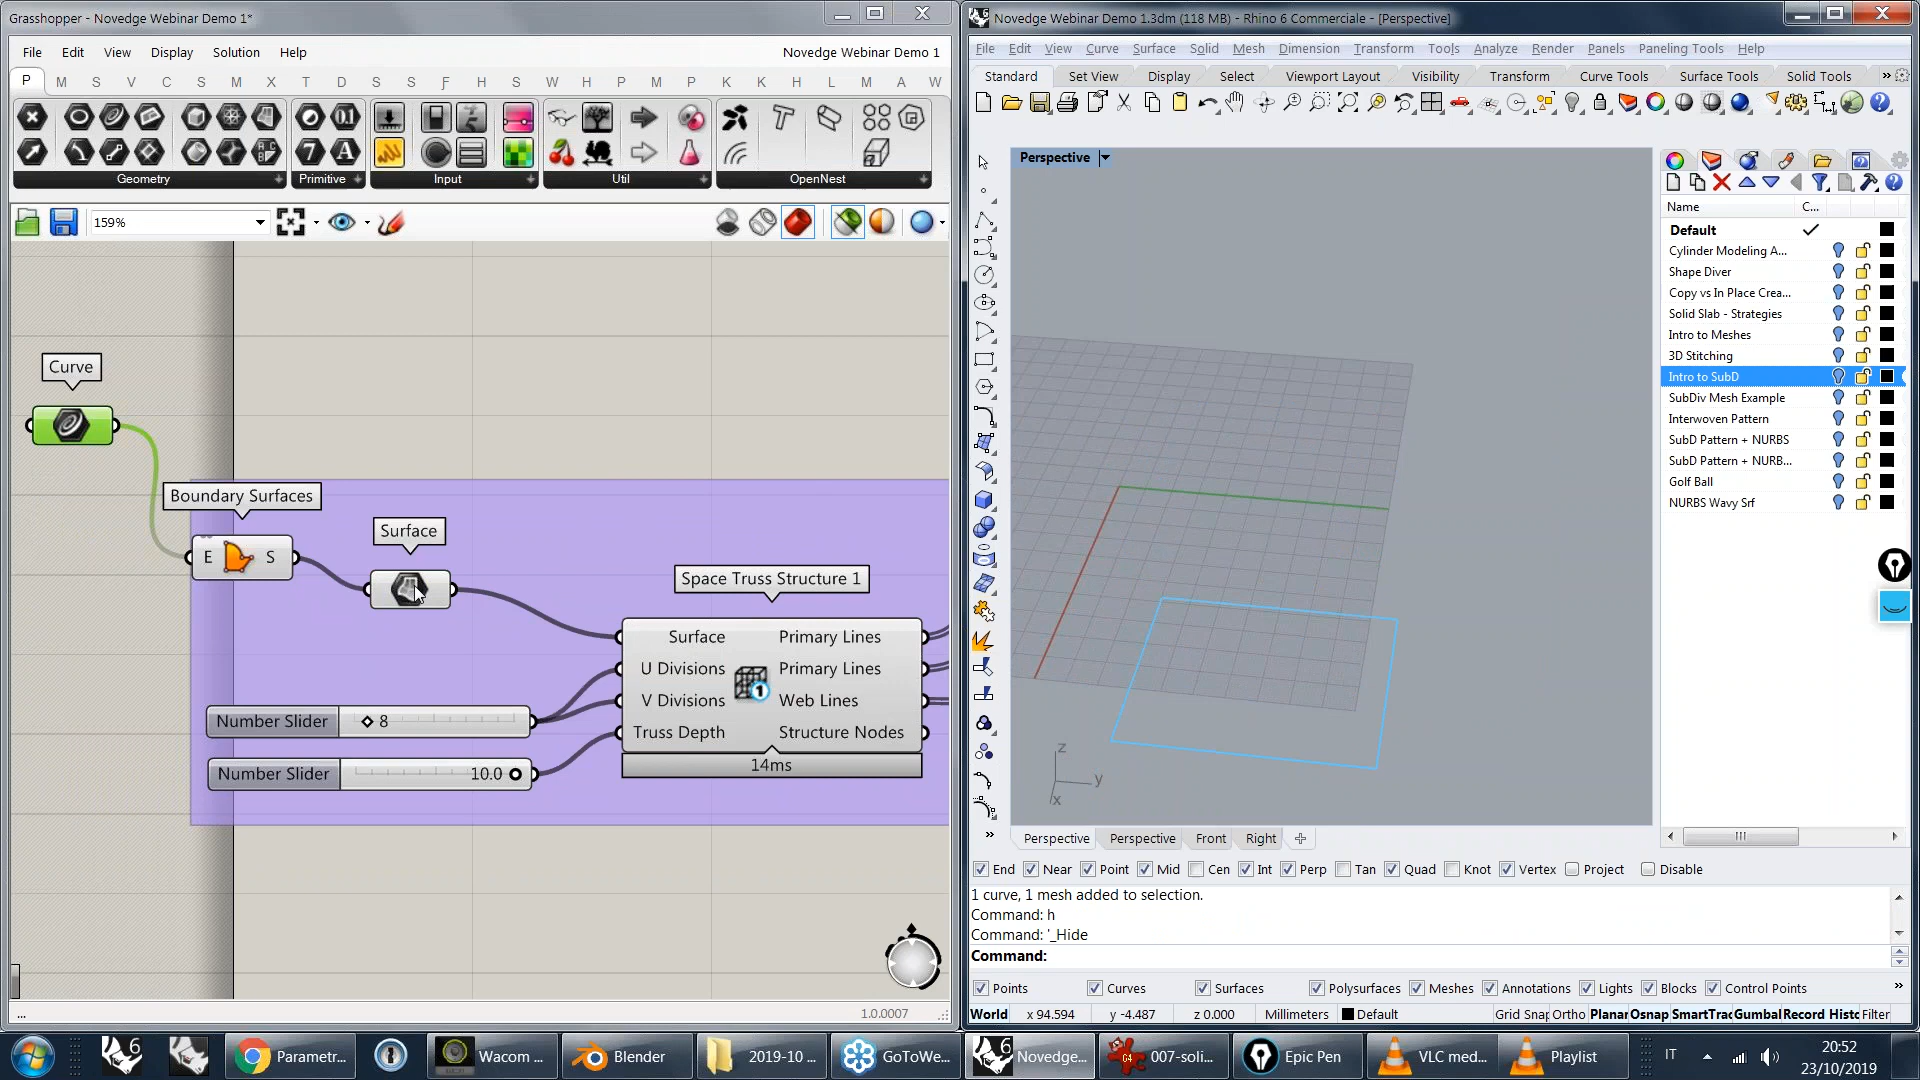 Grasshopper - Novedge Webinar Demo 1*
File Edit View Display Solution Help
Novedge Webinar Demo 1
P M S V C S M X T D S S F H S W H P M P K K H L M A W
Geometry
Primitive
Input
Util
OpenNest
159%
Curve
Boundary Surfaces
E S
Surface
Space Truss Structure 1
Surface Primary Lines
U Divisions Primary Lines
V Divisions Web Lines
Truss Depth Structure Nodes
14ms
Number Slider 8
Number Slider 10.0
...
1.0.0007
Novedge Webinar Demo 1.3dm (118 MB) - Rhino 6 Commerciale - [Perspective]
File Edit View Curve Surface Solid Mesh Dimension Transform Tools Analyze Render Panels Paneling Tools Help
Standard Set View Display Select Viewport Layout Visibility Transform Curve Tools Surface Tools Solid Tools »
Perspective
z
y
x
Name C...
Default
Cylinder Modeling A...
Shape Diver
Copy vs In Place Crea...
Solid Slab - Strategies
Intro to Meshes
3D Stitching
Intro to SubD
SubDiv Mesh Example
Interwoven Pattern
SubD Pattern + NURBS
SubD Pattern + NURB...
Golf Ball
NURBS Wavy Srf
Perspective Perspective Front Right
End Near Point Mid Cen Int Perp Tan Quad Knot Vertex Project Disable
1 curve, 1 mesh added to selection.
Command: h
Command: '_Hide
Command:
Points Curves Surfaces Polysurfaces Meshes Annotations Lights Blocks Control Points »
World x 94.594 y -4.487 z 0.000 Millimeters Default Grid Snap Ortho Planar Osnap SmartTrac Gumbal Record Histo Filter
6 Parametr... Wacom ... Blender 2019-10 ... GoToWe... 6 Novedge... 007-soli... Epic Pen VLC med... Playlist IT
20:52
23/10/2019